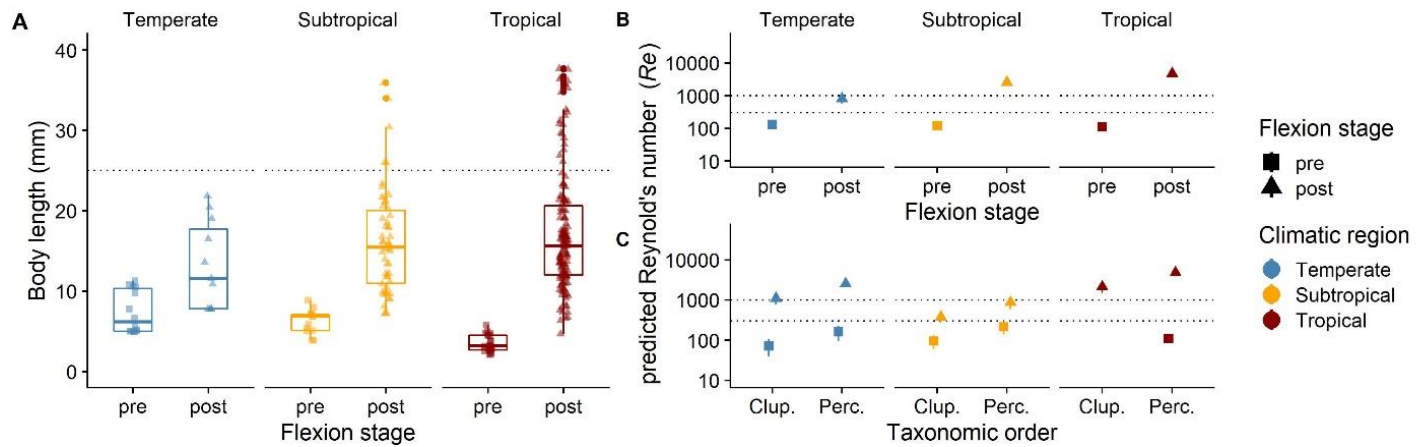 A
Temperate
Subtropical
Tropical
Body length (mm)
40
30
20
10
0
pre
post
pre
post
pre
post
Flexion stage
B
Temperate
Subtropical
Tropical
predicted Reynold's number (Re)
10000
1000
100
10
pre
post
pre
post
pre
post
Flexion stage
C
10000
1000
100
10
Clup.
Perc.
Clup.
Perc.
Clup.
Perc.
Taxonomic order
Flexion stage
pre
post
Climatic region
Temperate
Subtropical
Tropical